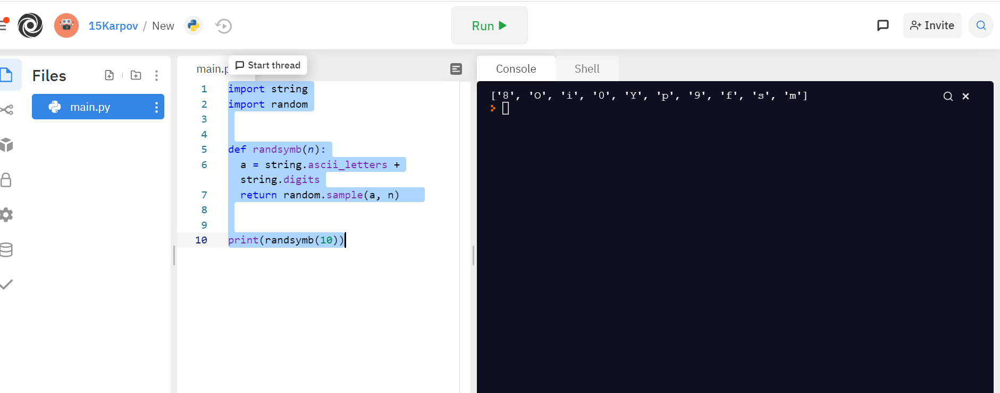 15Karpov / New
Run
Invite
Files
main.py
main.p
Start thread
1 import string
2 import random
3
4
5 def randsymb(n):
6 a = string.ascii_letters +
string.digits
7 return random.sample(a, n)
8
9
10 print(randsymb(10))
Console
Shell
['8', 'O', 'i', '0', 'Y', 'p', '9', 'f', 's', 'm']